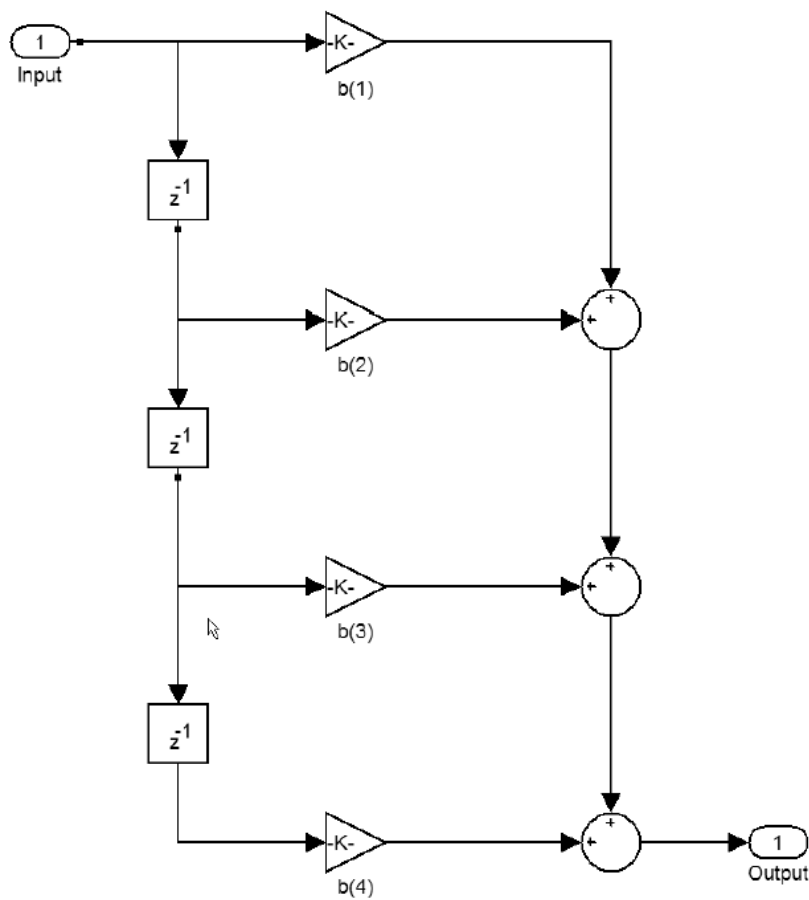 1
Input
-K-
b(1)
z-1
+
+
-K-
b(2)
z-1
+
+
-K-
b(3)
z-1
+
+
-K-
b(4)
1
Output